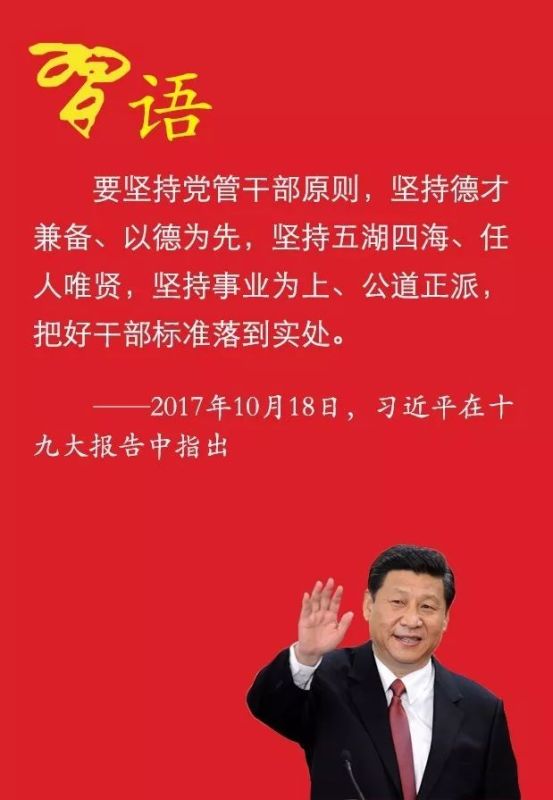 習语
要坚持党管干部原则，坚持德才
兼备、以德为先，坚持五湖四海、任
人唯贤，坚持事业为上、公道正派，
把好干部标准落到实处。
——2017年10月18日，习近平在十
九大报告中指出